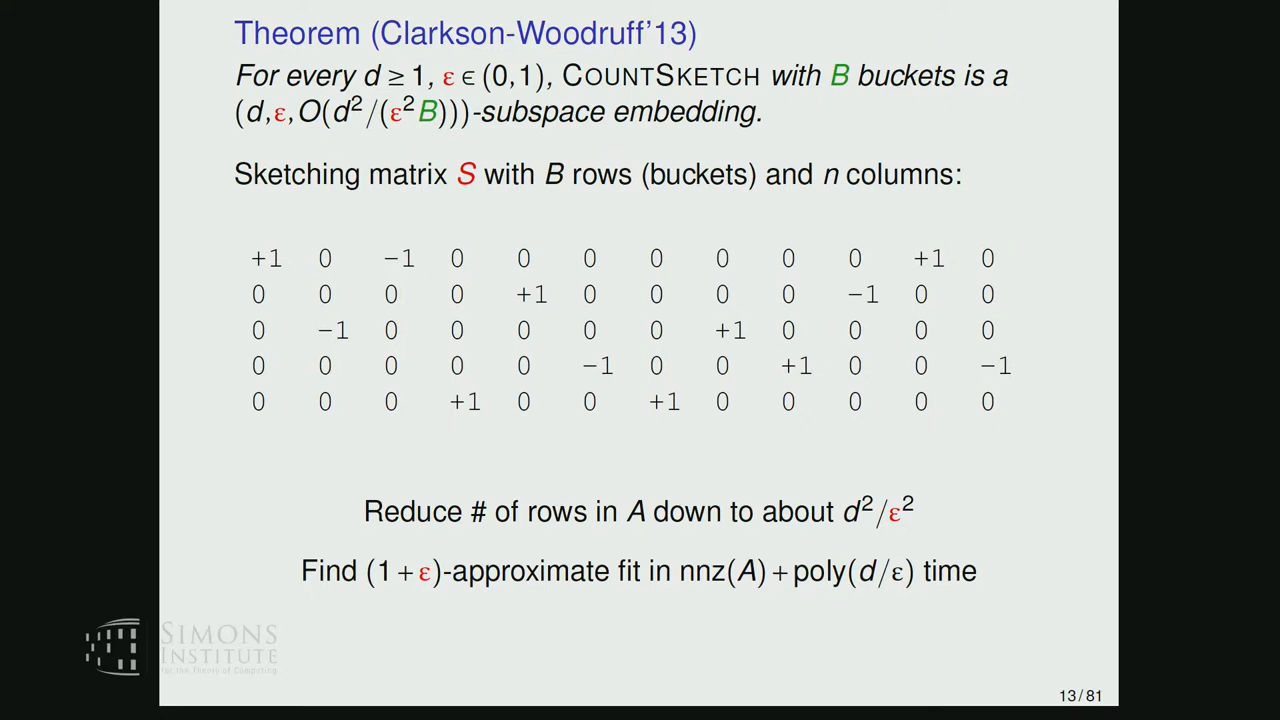 Theorem (Clarkson-Woodruff'13)
For every d ≥ 1, ε ∈ (0,1), COUNTSKETCH with B buckets is a
(d,ε,O(d²/(ε²B)))-subspace embedding.
Sketching matrix S with B rows (buckets) and n columns:
+1 0 −1 0 0 0 0 0 0 0 +1 0
0 0 0 0 +1 0 0 0 0 −1 0 0
0 −1 0 0 0 0 0 +1 0 0 0 0
0 0 0 0 0 −1 0 0 +1 0 0 −1
0 0 0 +1 0 0 +1 0 0 0 0 0
Reduce # of rows in A down to about d²/ε²
Find (1+ε)-approximate fit in nnz(A)+poly(d/ε) time
SIMONS
INSTITUTE
for the Theory of Computing
13/81